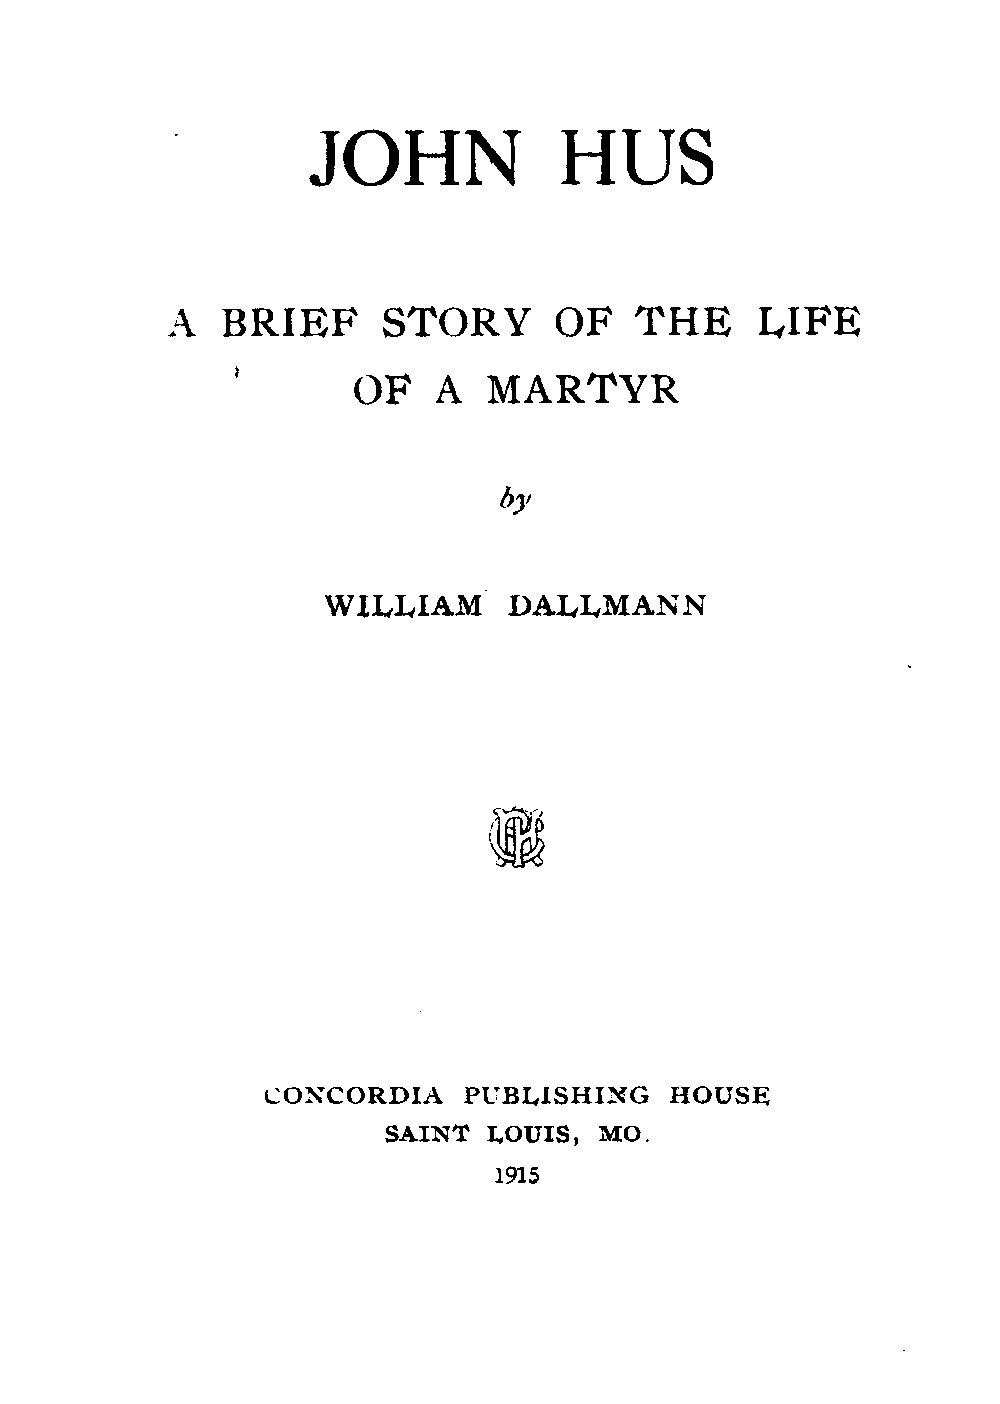 JOHN HUS
A BRIEF STORY OF THE LIFE
OF A MARTYR
by
WILLIAM DALLMANN
CPH
CONCORDIA PUBLISHING HOUSE
SAINT LOUIS, MO.
1915